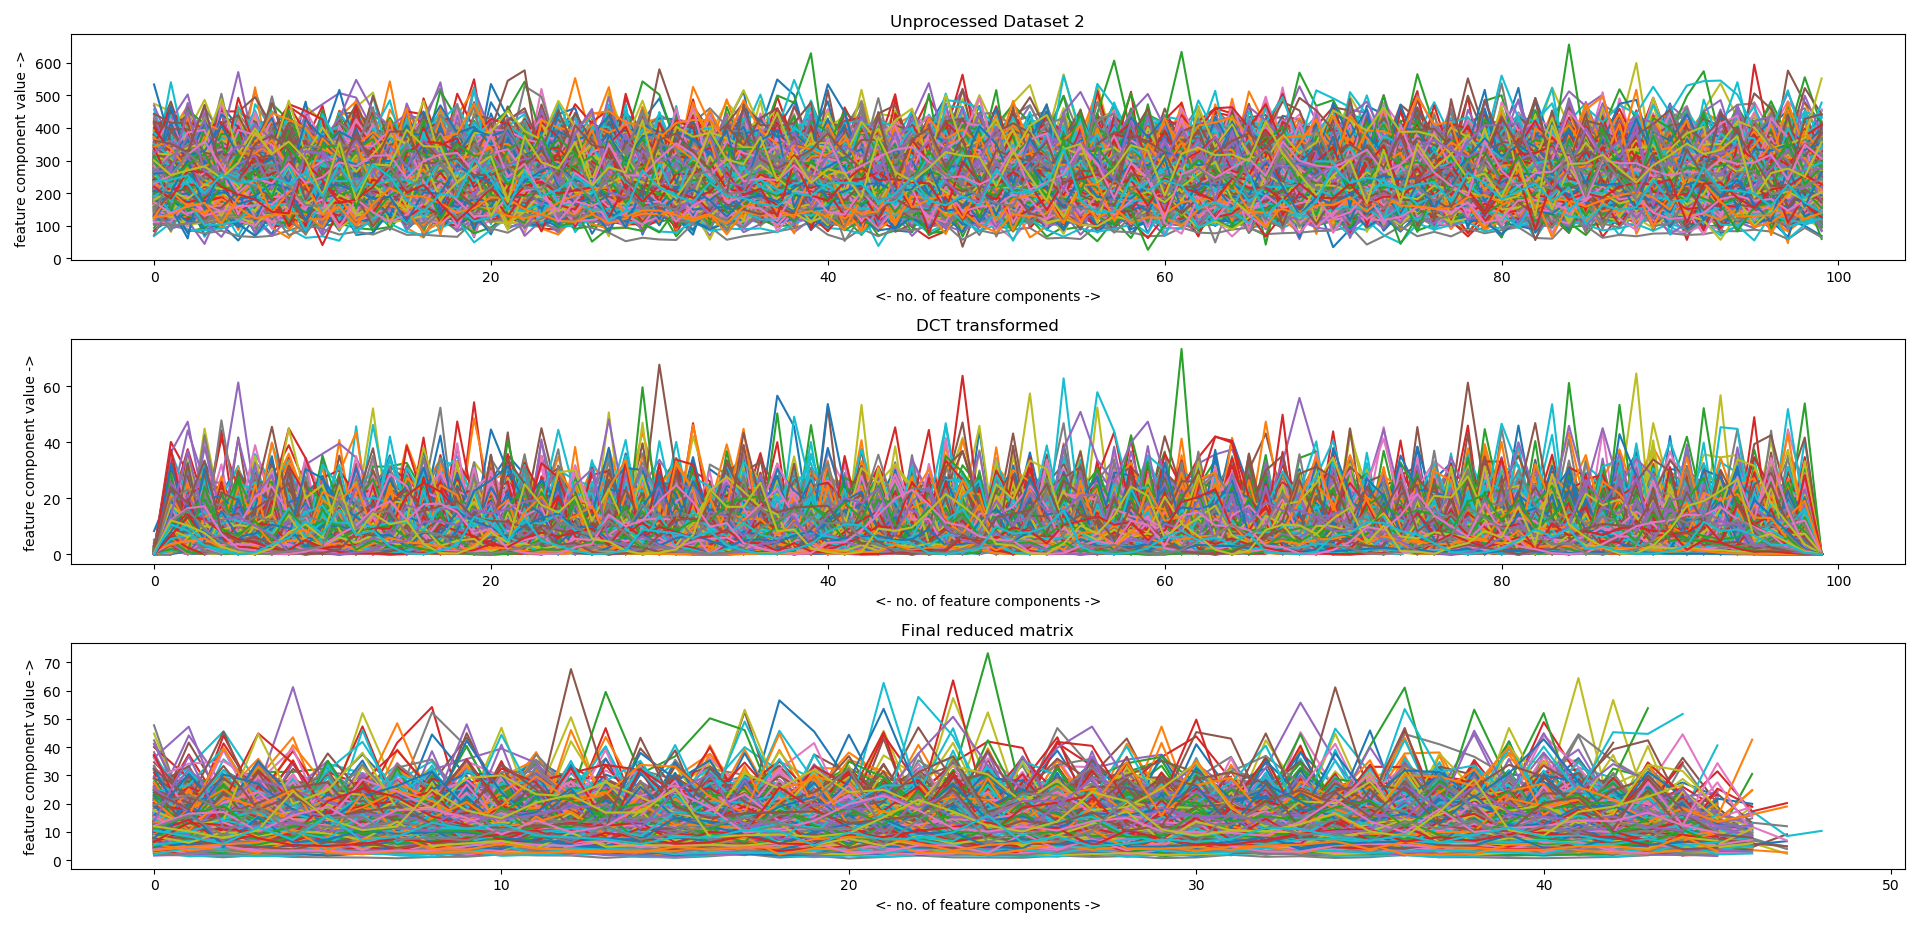 Unprocessed Dataset 2
feature component value ->
600
500
400
300
200
100
0
0 20 40 60 80 100
<- no. of feature components ->
DCT transformed
feature component value ->
60
40
20
0
0 20 40 60 80 100
<- no. of feature components ->
Final reduced matrix
feature component value ->
70
60
50
40
30
20
10
0
0 10 20 30 40 50
<- no. of feature components ->